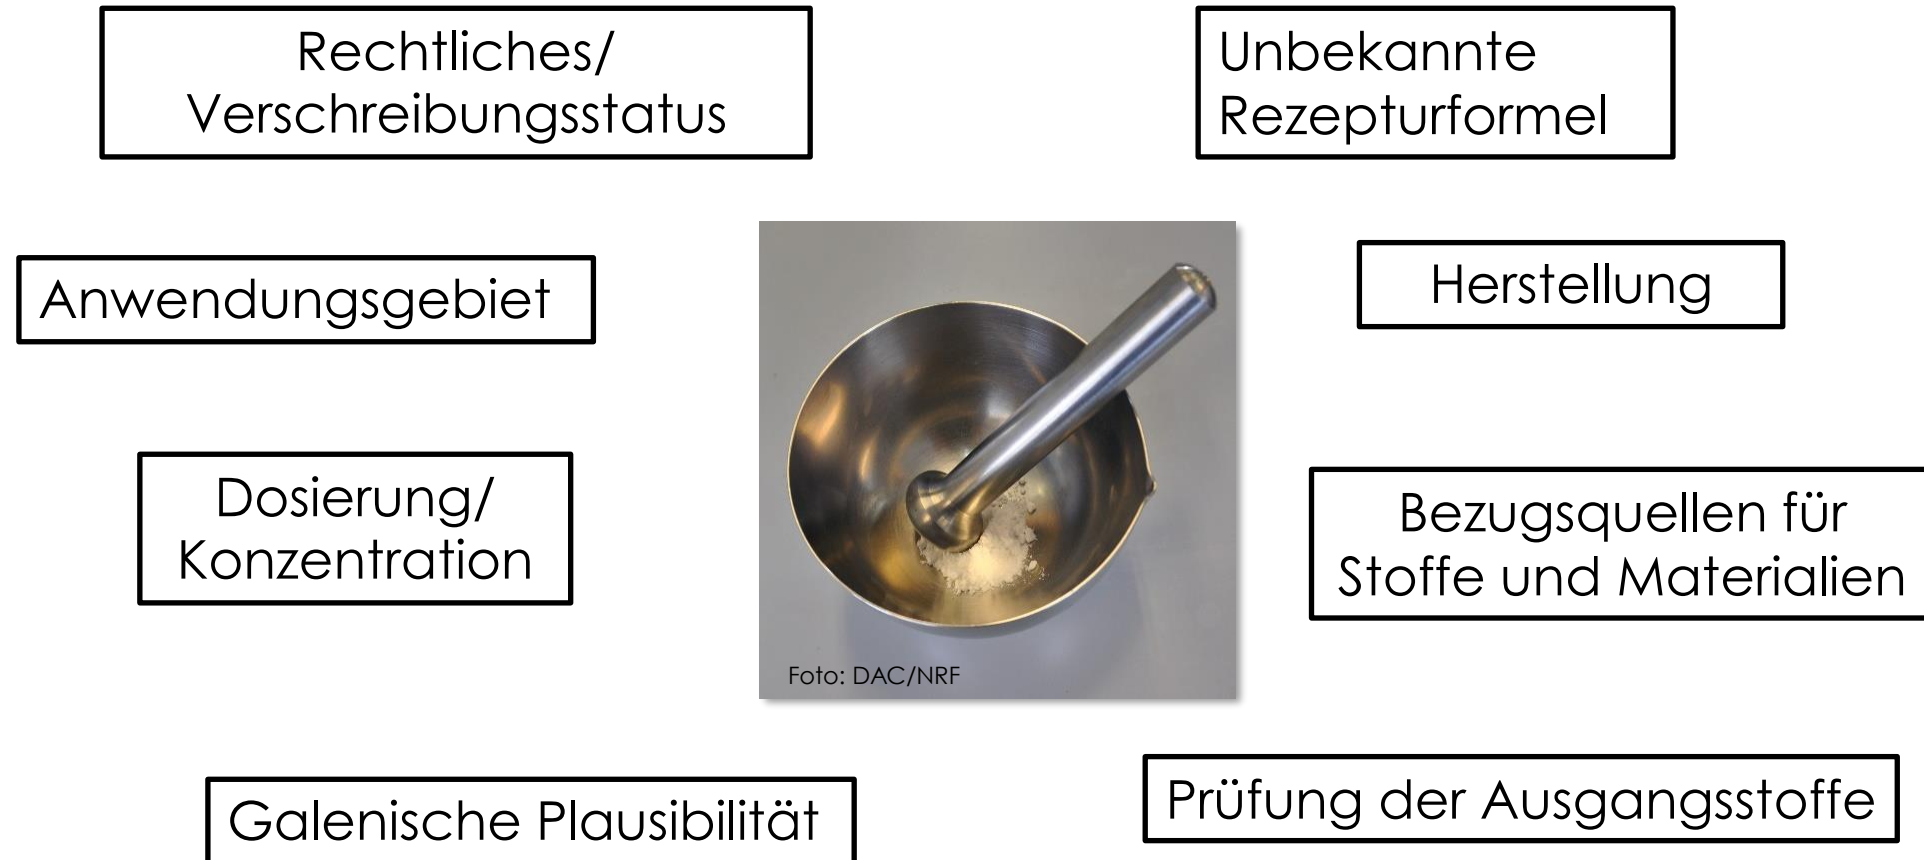 Rechtliches/
Verschreibungsstatus
Unbekannte
Rezepturformel
Anwendungsgebiet
Herstellung
Dosierung/
Konzentration
Bezugsquellen für
Stoffe und Materialien
Foto: DAC/NRF
Galenische Plausibilität
Prüfung der Ausgangsstoffe